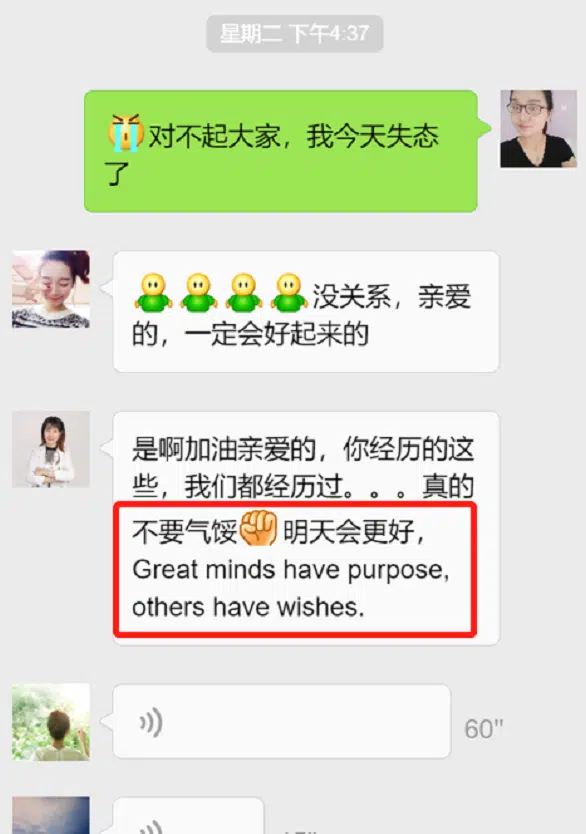 星期二 下午4:37
对不起大家，我今天失态
了
没关系，亲爱
的，一定会好起来的
是啊加油亲爱的，你经历的这
些，我们都经历过。。。真的
不要气馁 明天会更好，
Great minds have purpose,
others have wishes.
60"